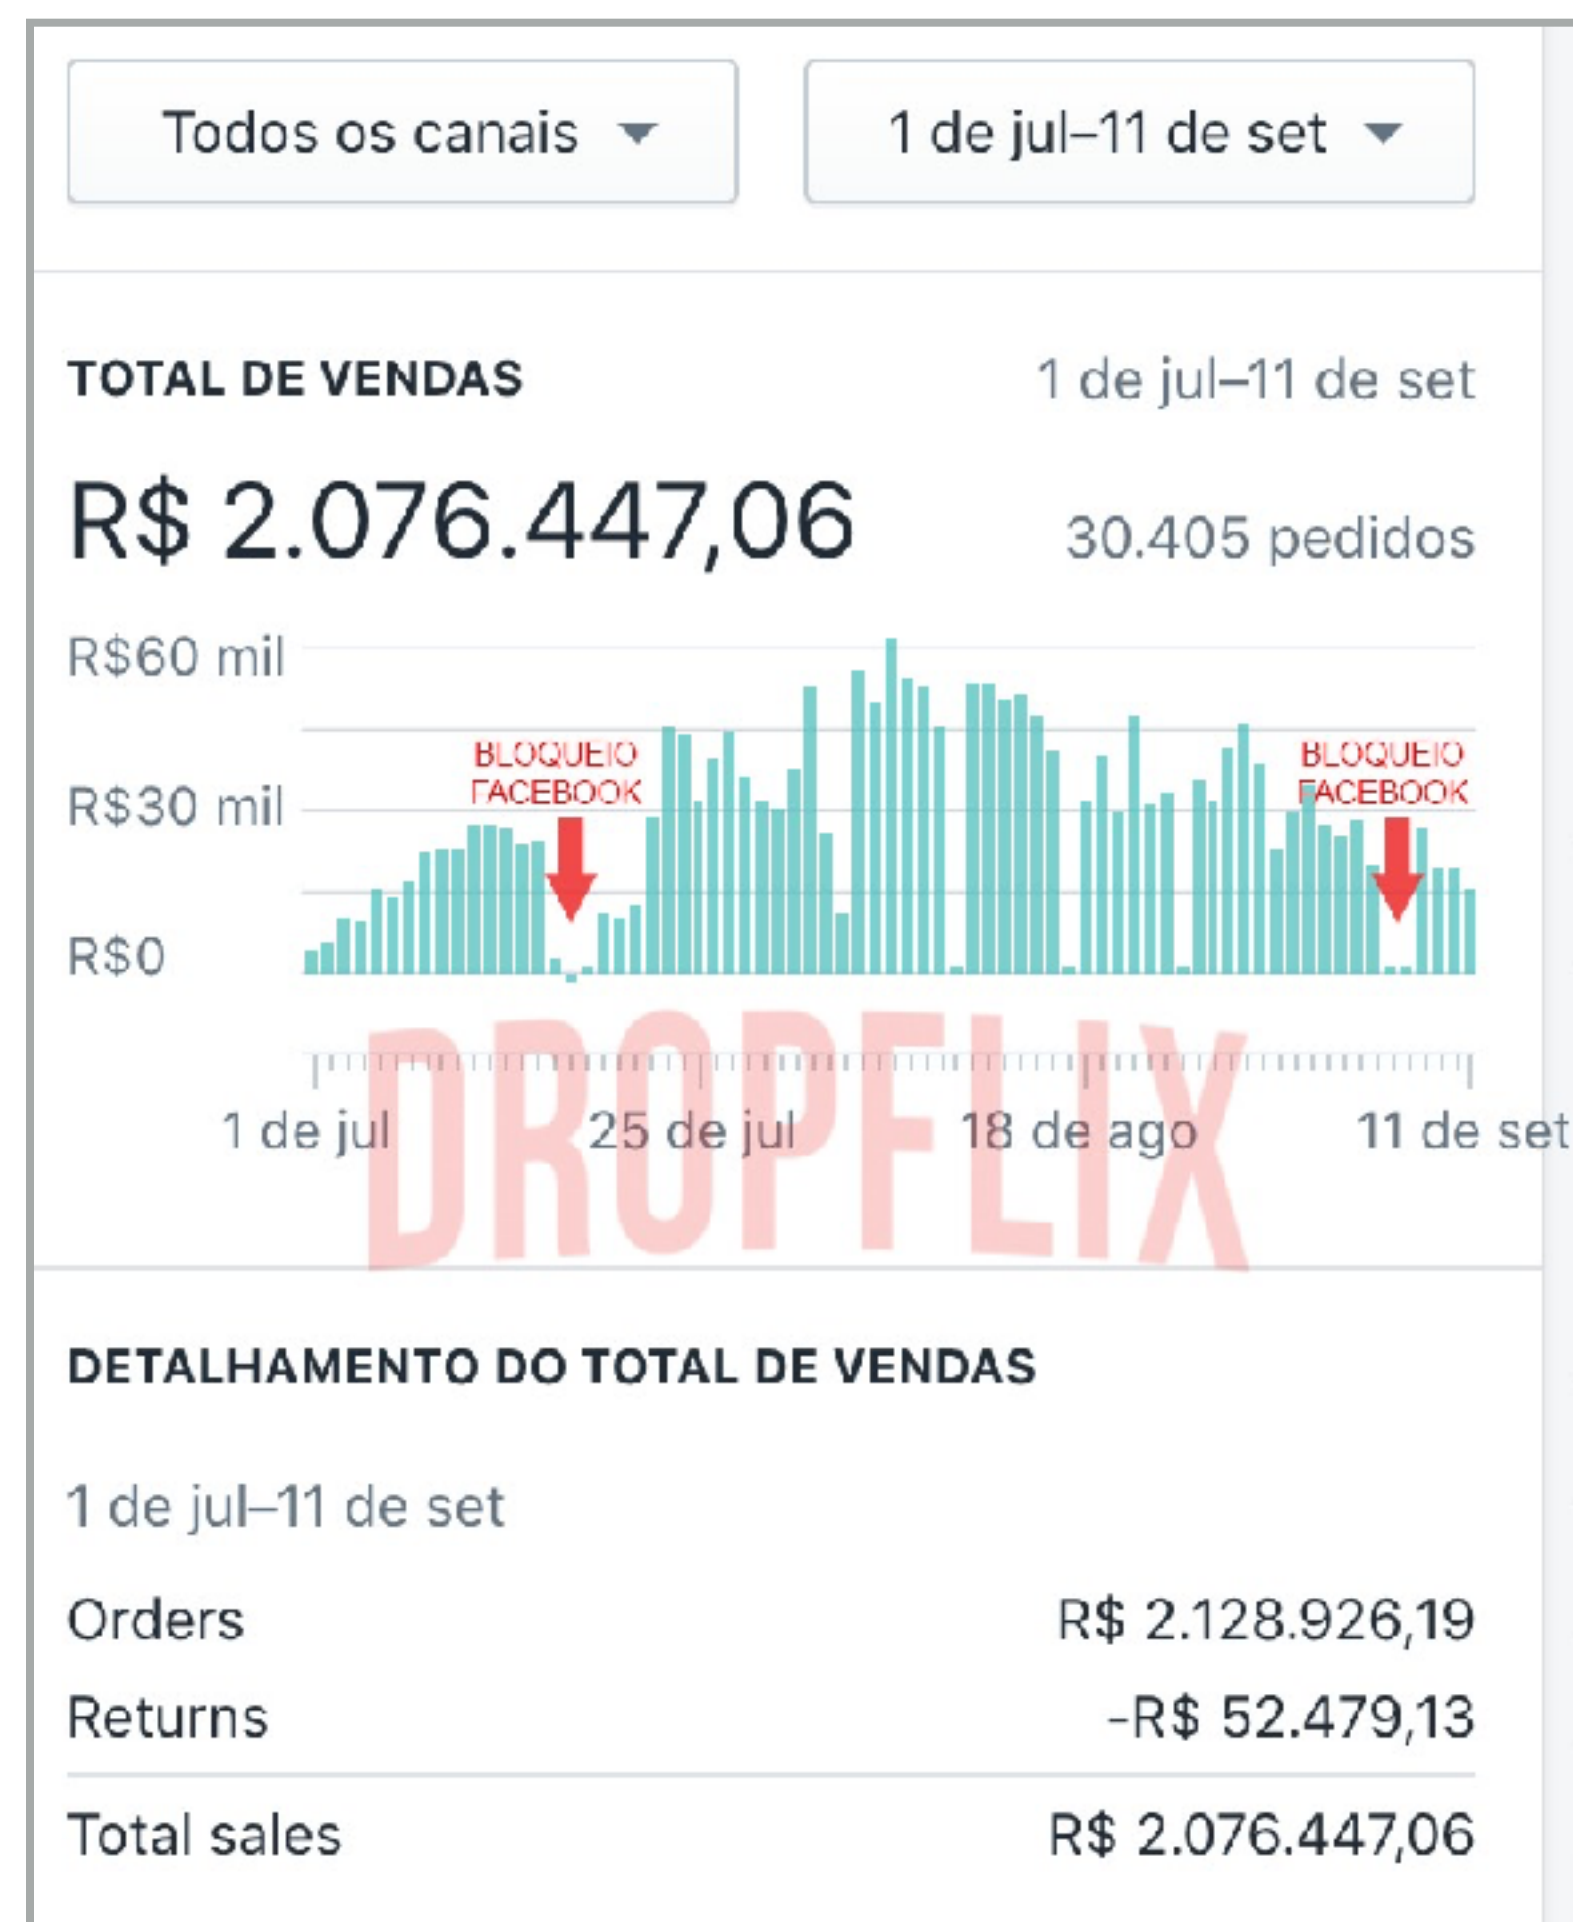 Todos os canais
1 de jul–11 de set
TOTAL DE VENDAS
1 de jul–11 de set
R$ 2.076.447,06
30.405 pedidos
R$60 mil
BLOQUEIO
FACEBOOK
BLOQUEIO
FACEBOOK
R$30 mil
R$0
DROPFLIX
1 de jul
25 de jul
18 de ago
11 de set
DETALHAMENTO DO TOTAL DE VENDAS
1 de jul–11 de set
Orders
R$ 2.128.926,19
Returns
-R$ 52.479,13
Total sales
R$ 2.076.447,06